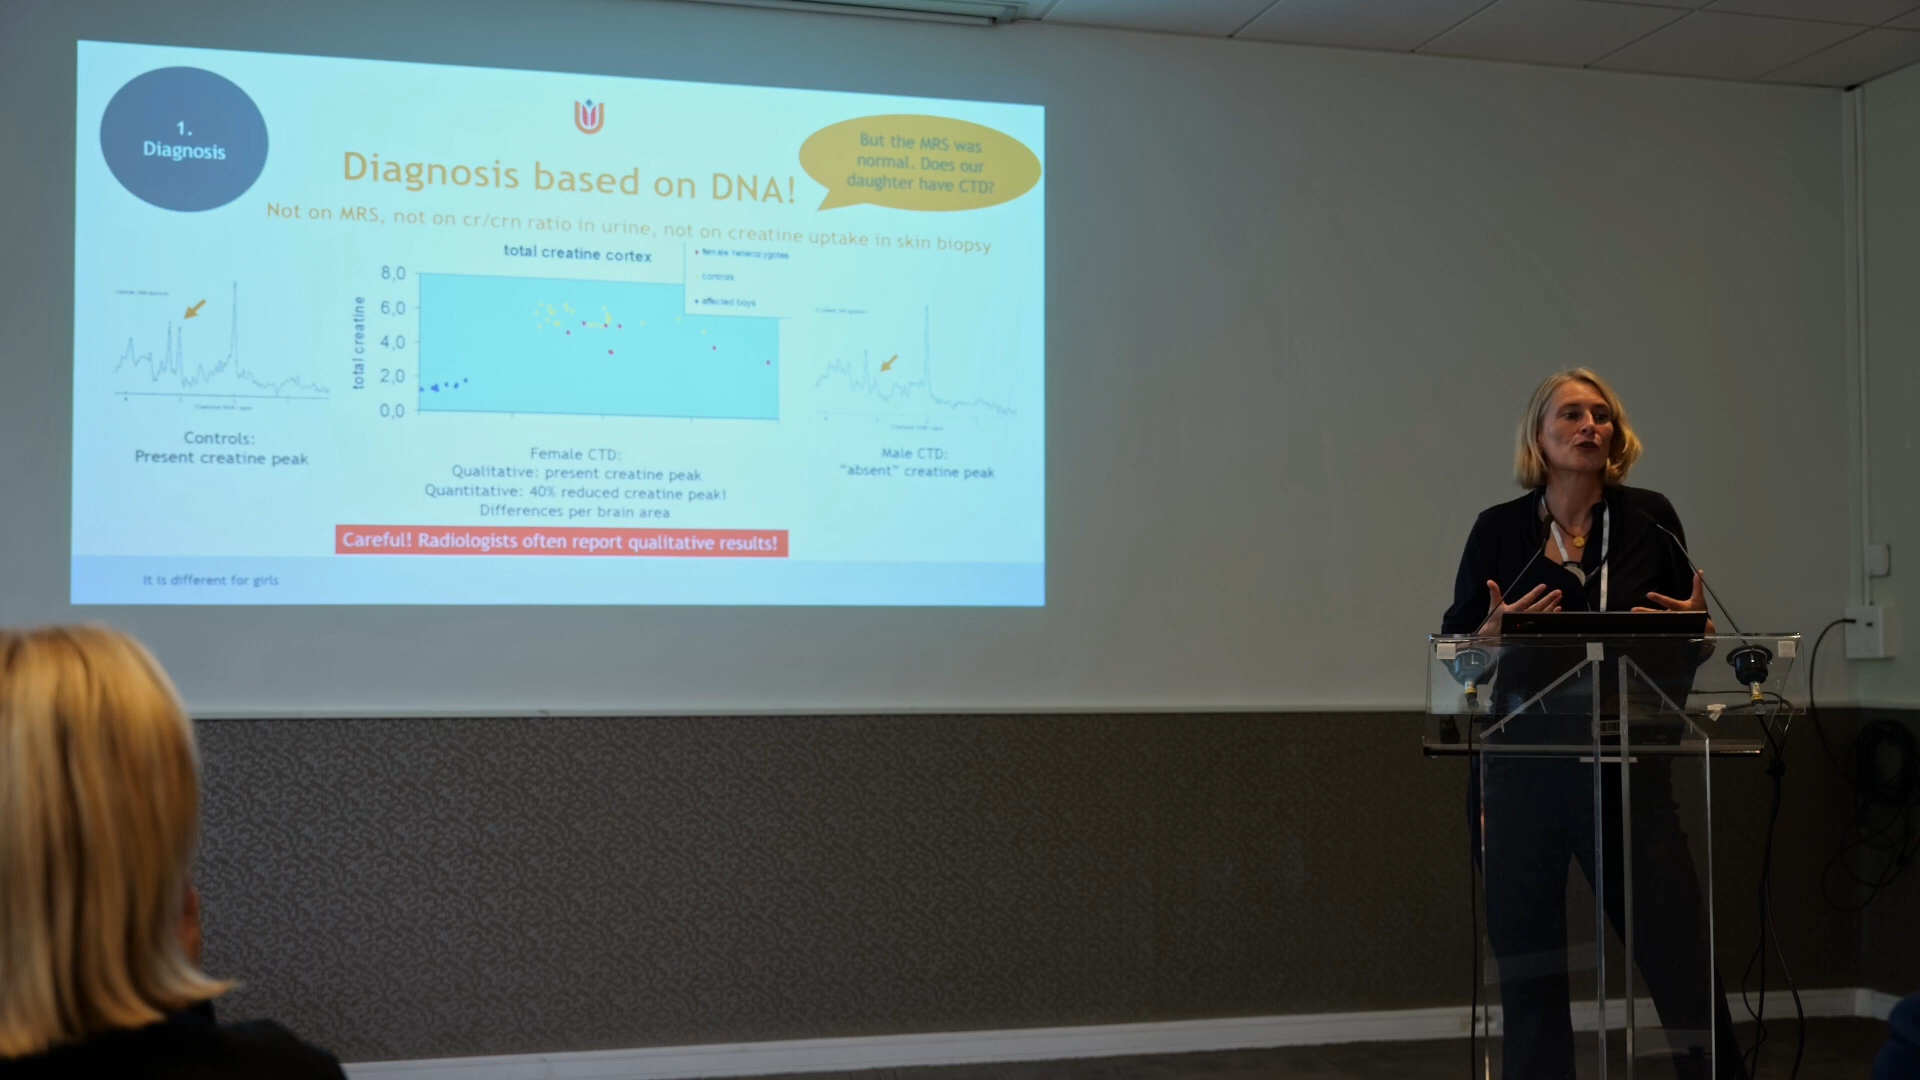 1.
Diagnosis
But the MRS was
normal. Does our
daughter have CTD?
Diagnosis based on DNA!
Not on MRS, not on cr/crn ratio in urine, not on creatine uptake in skin biopsy
total creatine cortex
female heterozygotes
controls
affected boys
total creatine
8,0
6,0
4,0
2,0
0,0
Controls:
Present creatine peak
Female CTD:
Qualitative: present creatine peak
Quantitative: 40% reduced creatine peak!
Differences per brain area
Male CTD:
"absent" creatine peak
Careful! Radiologists often report qualitative results!
It is different for girls